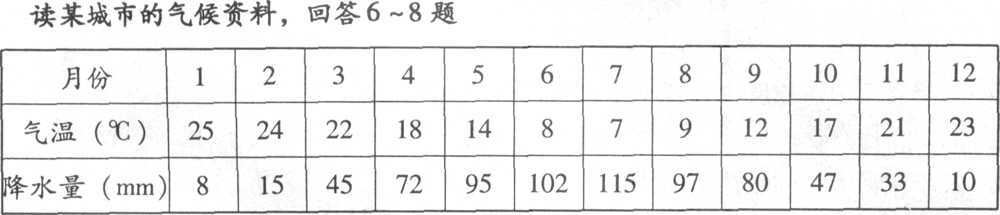 读某城市的气候资料，回答6~8题
月份 1 2 3 4 5 6 7 8 9 10 11 12
气温（℃） 25 24 22 18 14 8 7 9 12 17 21 23
降水量（mm） 8 15 45 72 95 102 115 97 80 47 33 10